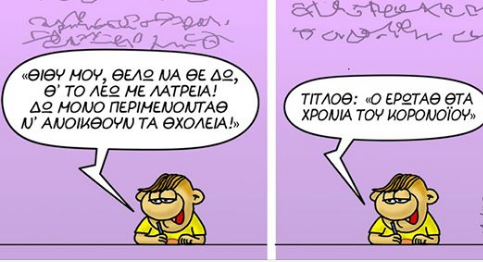 «ΘΙΘΥ ΜΟΥ, ΘΕΛΩ ΝΑ ΘΕ ΔΩ,
Θ' ΤΟ ΛΕΩ ΜΕ ΛΑΤΡΕΙΑ!
ΔΩ ΜΟΝΟ ΠΕΡΙΜΕΝΟΝΤΑΘ
Ν' ΑΝΟΙΚΘΟΥΝ ΤΑ ΘΧΟΛΕΙΑ!»
ΤΙΤΛΟΘ: «Ο ΕΡΩΤΑΘ ΘΤΑ
ΧΡΟΝΙΑ ΤΟΥ ΚΟΡΟΝΟΪΟΥ»